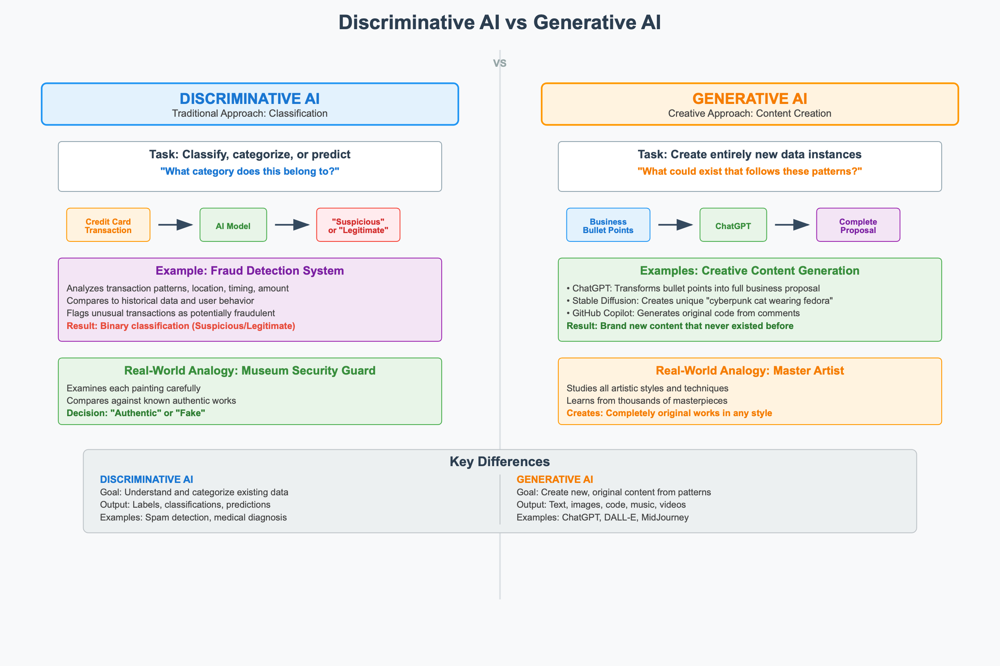 Discriminative AI vs Generative AI
vs
DISCRIMINATIVE AI
Traditional Approach: Classification
Task: Classify, categorize, or predict
"What category does this belong to?"
Credit Card
Transaction
AI Model
"Suspicious"
or "Legitimate"
Example: Fraud Detection System
Analyzes transaction patterns, location, timing, amount
Compares to historical data and user behavior
Flags unusual transactions as potentially fraudulent
Result: Binary classification (Suspicious/Legitimate)
Real-World Analogy: Museum Security Guard
Examines each painting carefully
Compares against known authentic works
Decision: "Authentic" or "Fake"
GENERATIVE AI
Creative Approach: Content Creation
Task: Create entirely new data instances
"What could exist that follows these patterns?"
Business
Bullet Points
ChatGPT
Complete
Proposal
Examples: Creative Content Generation
• ChatGPT: Transforms bullet points into full business proposal
• Stable Diffusion: Creates unique "cyberpunk cat wearing fedora"
• GitHub Copilot: Generates original code from comments
Result: Brand new content that never existed before
Real-World Analogy: Master Artist
Studies all artistic styles and techniques
Learns from thousands of masterpieces
Creates: Completely original works in any style
Key Differences
DISCRIMINATIVE AI
Goal: Understand and categorize existing data
Output: Labels, classifications, predictions
Examples: Spam detection, medical diagnosis
GENERATIVE AI
Goal: Create new, original content from patterns
Output: Text, images, code, music, videos
Examples: ChatGPT, DALL-E, MidJourney